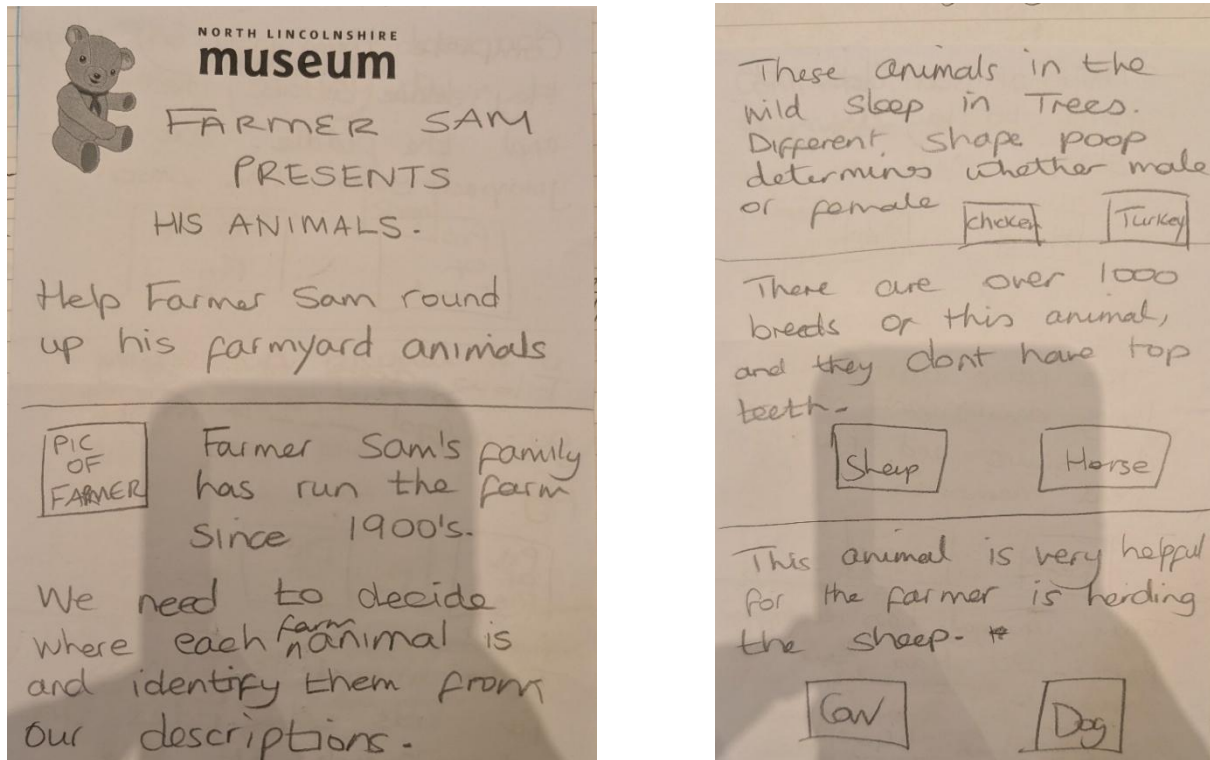 NORTH LINCOLNSHIRE
museum
FARMER SAM
PRESENTS
HIS ANIMALS.
Help Farmer Sam round
up his farmyard animals
PIC
OF
FARMER
Farmer Sam's family
has run the farm
since 1900's.
We need to decide
where each farm animal is
and identify them from
our descriptions.
These animals in the
wild sleep in Trees.
Different shape poop
determins whether male
or female
chicken
Turkey
There are over 1000
breeds of this animal,
and they dont have top
teeth.
Sheep
Horse
This animal is very helpful
for the farmer is herding
the sheep.
Cow
Dog